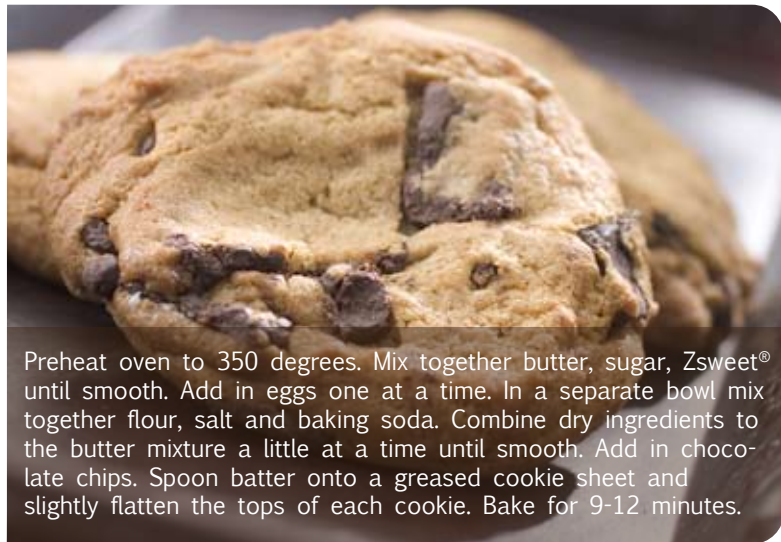 Preheat oven to 350 degrees. Mix together butter, sugar, Zsweet®
until smooth. Add in eggs one at a time. In a separate bowl mix
together flour, salt and baking soda. Combine dry ingredients to
the butter mixture a little at a time until smooth. Add in choco-
late chips. Spoon batter onto a greased cookie sheet and
slightly flatten the tops of each cookie. Bake for 9-12 minutes.